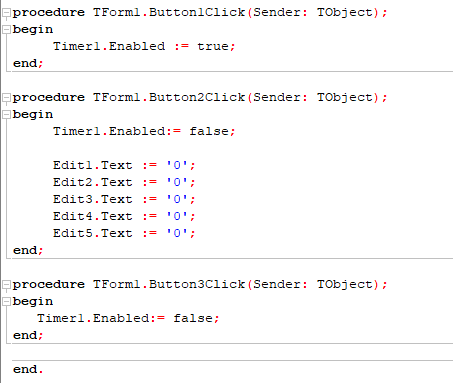 procedure TForm1.Button1Click(Sender: TObject);
begin
Timer1.Enabled := true;
end;
procedure TForm1.Button2Click(Sender: TObject);
begin
Timer1.Enabled:= false;
Edit1.Text := '0';
Edit2.Text := '0';
Edit3.Text := '0';
Edit4.Text := '0';
Edit5.Text := '0';
end;
procedure TForm1.Button3Click(Sender: TObject);
begin
Timer1.Enabled:= false;
end;
end.